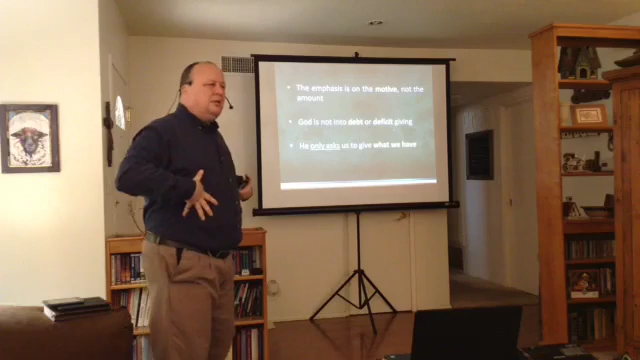 • The emphasis is on the motive, not the
amount
• God is not into debt or deficit giving
• He only asks us to give what we have